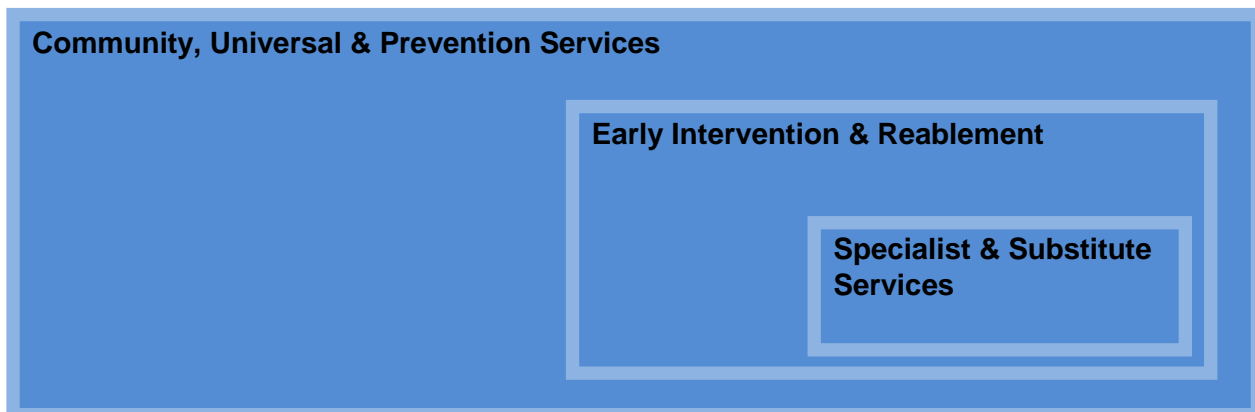 Community, Universal & Prevention Services
Early Intervention & Reablement
Specialist & Substitute
Services